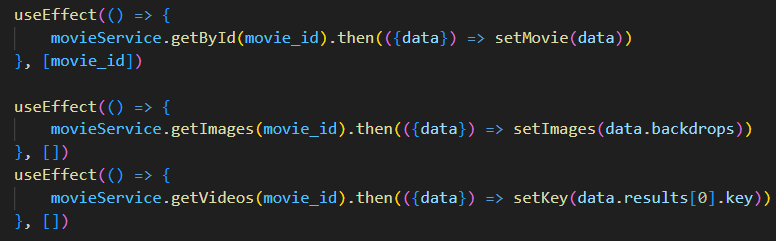 useEffect(() => {
    movieService.getById(movie_id).then(({data}) => setMovie(data))
}, [movie_id])

useEffect(() => {
    movieService.getImages(movie_id).then(({data}) => setImages(data.backdrops))
}, [])
useEffect(() => {
    movieService.getVideos(movie_id).then(({data}) => setKey(data.results[0].key))
}, [])